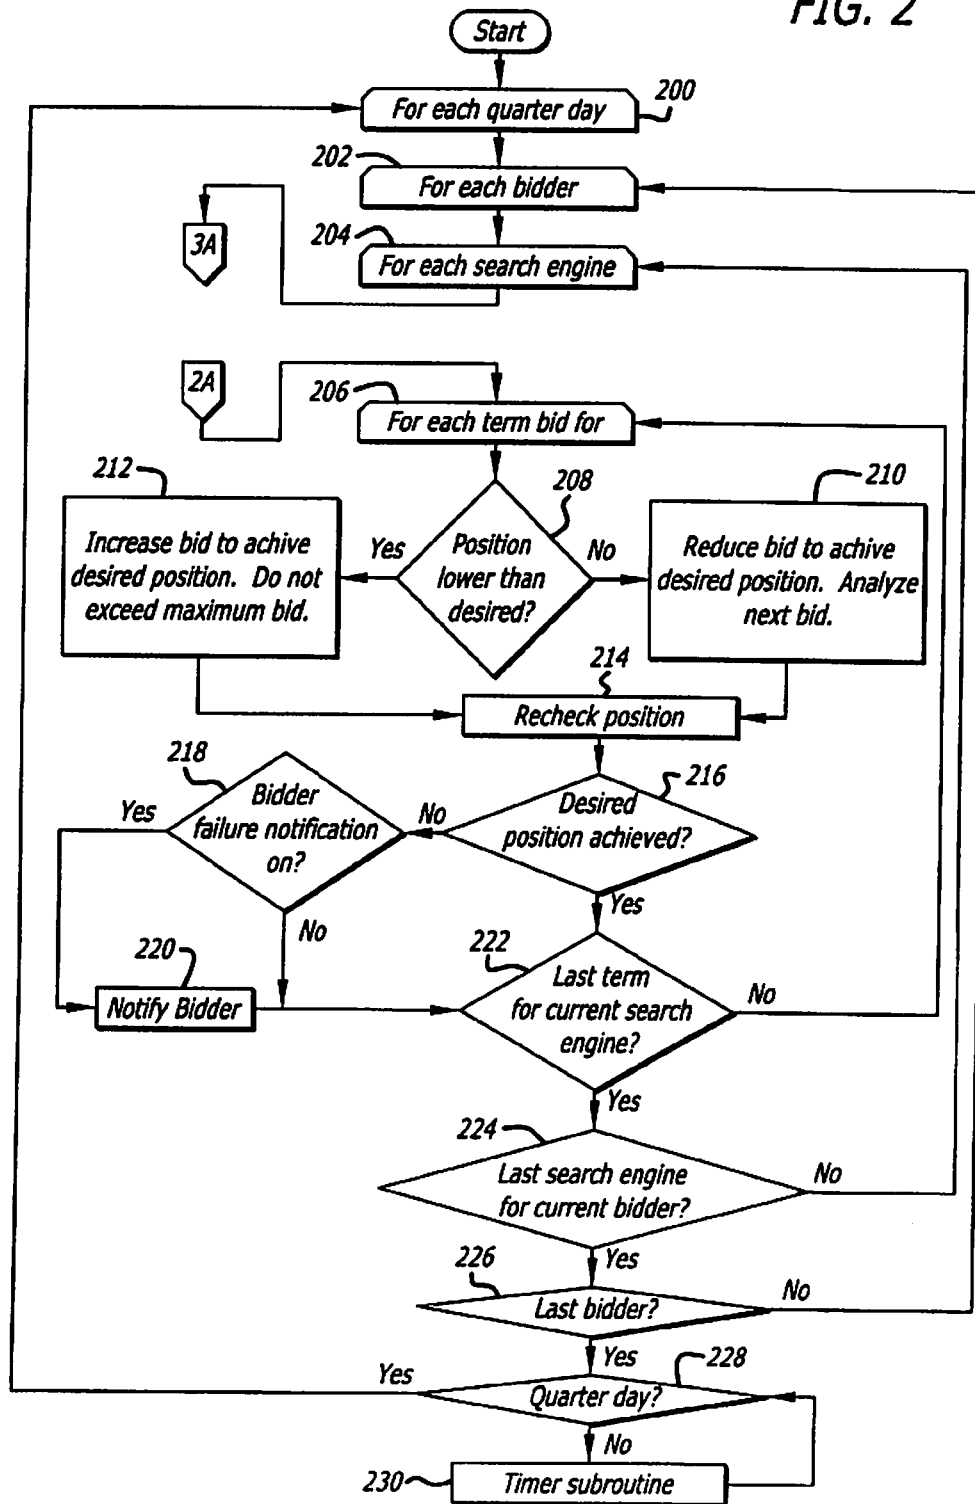 FIG. 2
Start
For each quarter day
200
202
For each bidder
204
For each search engine
3A
2A
206
For each term bid for
212
Increase bid to achive
desired position. Do not
exceed maximum bid.
Yes
208
Position
lower than
desired?
No
210
Reduce bid to achive
desired position. Analyze
next bid.
214
Recheck position
218
Bidder
failure notification
on?
Yes
No
216
Desired
position achieved?
No
Yes
220
Notify Bidder
222
Last term
for current search
engine?
No
Yes
224
Last search engine
for current bidder?
No
Yes
226
Last bidder?
No
Yes
228
Quarter day?
Yes
No
230
Timer subroutine